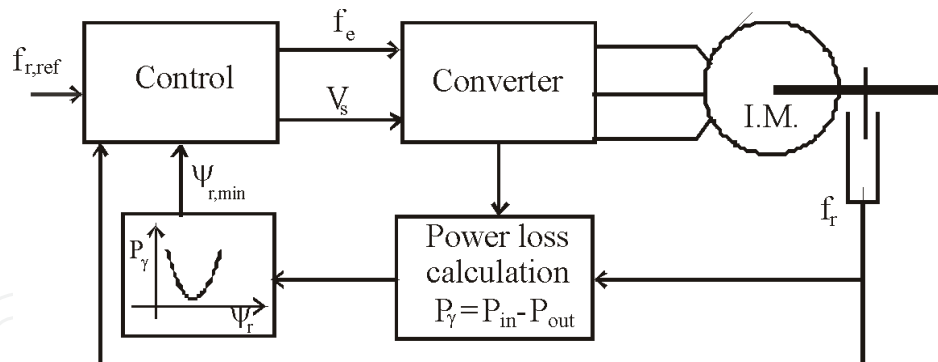 f_r,ref
Control
f_e
V_s
Converter
I.M.
f_r
Ψ_r,min
P_γ
Ψ_r
Power loss
calculation
P_γ=P_in-P_out